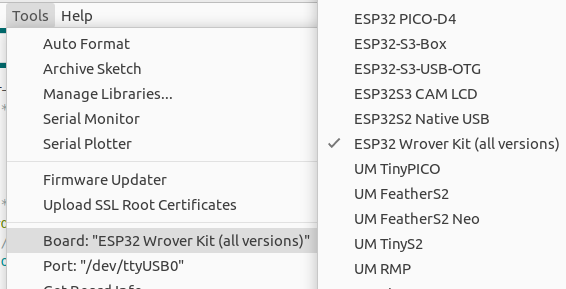 Tools Help
Auto Format
Archive Sketch
Manage Libraries...
Serial Monitor
Serial Plotter
Firmware Updater
Upload SSL Root Certificates
Board: "ESP32 Wrover Kit (all versions)"
Port: "/dev/ttyUSB0"
ESP32 PICO-D4
ESP32-S3-Box
ESP32-S3-USB-OTG
ESP32S3 CAM LCD
ESP32S2 Native USB
ESP32 Wrover Kit (all versions)
UM TinyPICO
UM FeatherS2
UM FeatherS2 Neo
UM TinyS2
UM RMP